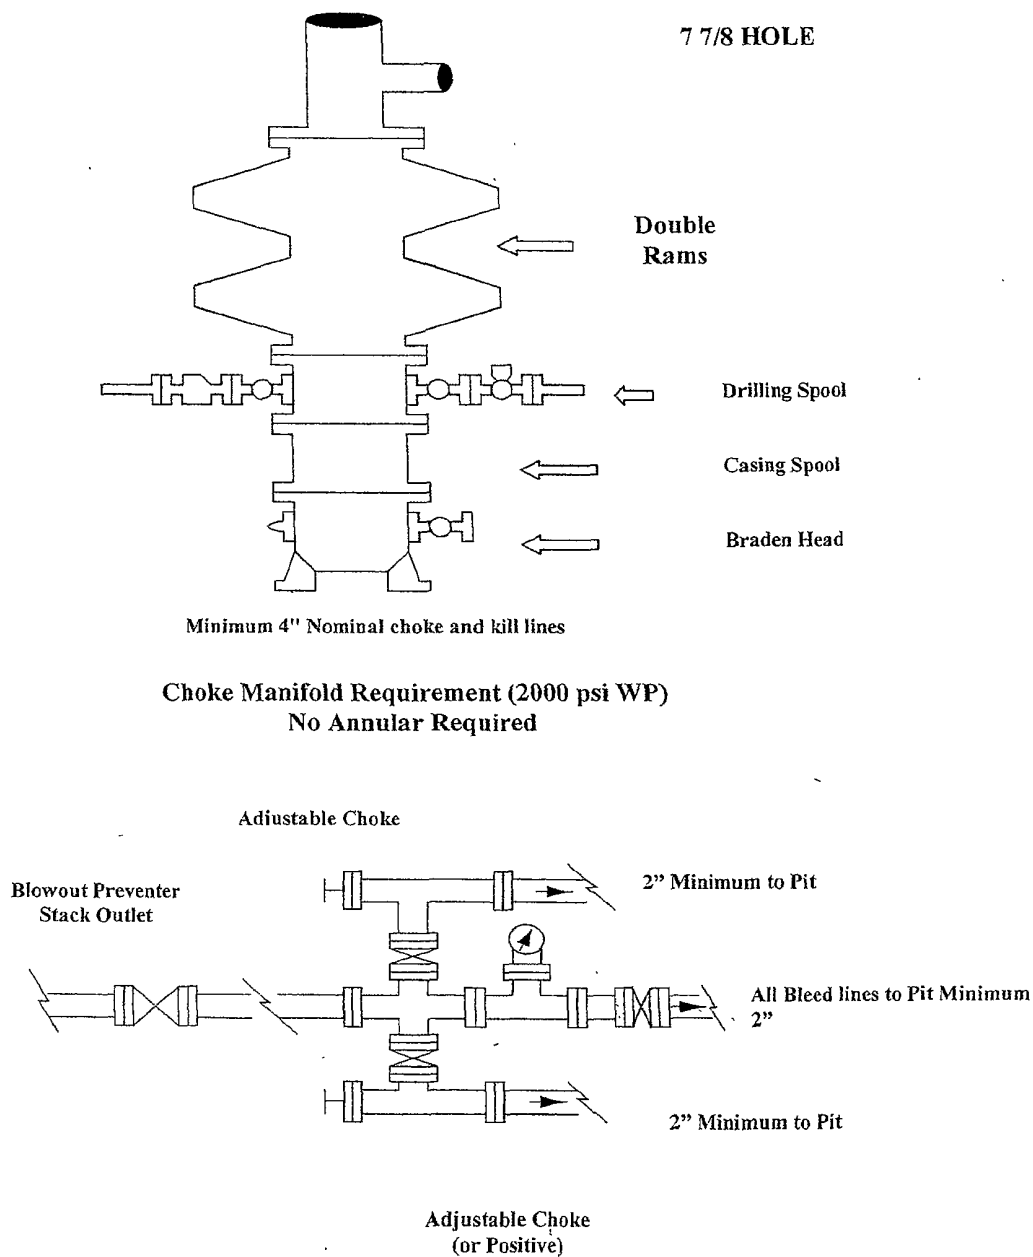 7 7/8 HOLE
Double
Rams
Drilling Spool
Casing Spool
Braden Head
Minimum 4" Nominal choke and kill lines
Choke Manifold Requirement (2000 psi WP)
No Annular Required
Adjustable Choke
Blowout Preventer
Stack Outlet
2" Minimum to Pit
All Bleed lines to Pit Minimum
2"
2" Minimum to Pit
Adjustable Choke
(or Positive)